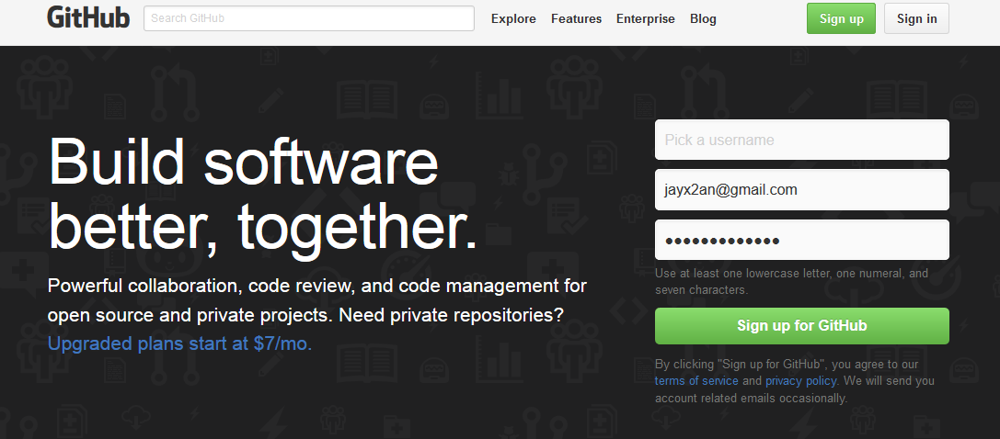 GitHub Search GitHub Explore Features Enterprise Blog Sign up Sign in
Build software
better, together.
Powerful collaboration, code review, and code management for
open source and private projects. Need private repositories?
Upgraded plans start at $7/mo.
Pick a username
jayx2an@gmail.com
•••••••••••••
Use at least one lowercase letter, one numeral, and
seven characters.
Sign up for GitHub
By clicking "Sign up for GitHub", you agree to our
terms of service and privacy policy. We will send you
account related emails occasionally.